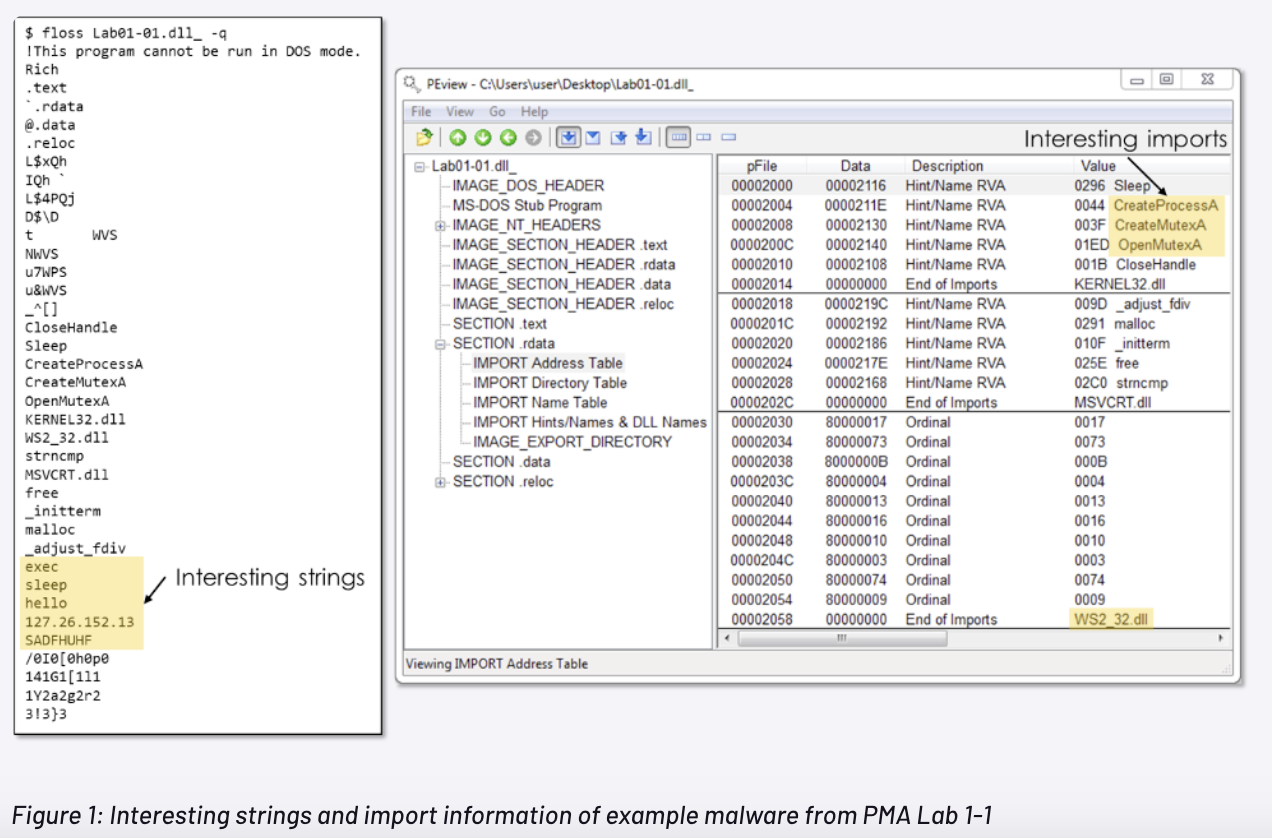 $ floss Lab01-01.dll_ -q
!This program cannot be run in DOS mode.
Rich
.text
`.rdata
@.data
.reloc
L$xQh
IQh `
L$4PQj
D$\D
t WVS
NWVS
u7WPS
u&WVS
_^[]
CloseHandle
Sleep
CreateProcessA
CreateMutexA
OpenMutexA
KERNEL32.dll
WS2_32.dll
strncmp
MSVCRT.dll
free
_initterm
malloc
_adjust_fdiv
exec
sleep
hello
127.26.152.13
SADFHUHF
/0I0[0h0p0
141G1[1l1
1Y2a2g2r2
3!3}3
Interesting strings
PEview - C:\Users\user\Desktop\Lab01-01.dll_
File View Go Help
Interesting imports
Lab01-01.dll_
IMAGE_DOS_HEADER
MS-DOS Stub Program
IMAGE_NT_HEADERS
IMAGE_SECTION_HEADER .text
IMAGE_SECTION_HEADER .rdata
IMAGE_SECTION_HEADER .data
IMAGE_SECTION_HEADER .reloc
SECTION .text
SECTION .rdata
IMPORT Address Table
IMPORT Directory Table
IMPORT Name Table
IMPORT Hints/Names & DLL Names
IMAGE_EXPORT_DIRECTORY
SECTION .data
SECTION .reloc
pFile Data Description Value
00002000 00002116 Hint/Name RVA 0296 Sleep
00002004 0000211E Hint/Name RVA 0044 CreateProcessA
00002008 00002130 Hint/Name RVA 003F CreateMutexA
0000200C 00002140 Hint/Name RVA 01ED OpenMutexA
00002010 00002108 Hint/Name RVA 001B CloseHandle
00002014 00000000 End of Imports KERNEL32.dll
00002018 0000219C Hint/Name RVA 009D _adjust_fdiv
0000201C 00002192 Hint/Name RVA 0291 malloc
00002020 00002186 Hint/Name RVA 010F _initterm
00002024 0000217E Hint/Name RVA 025E free
00002028 00002168 Hint/Name RVA 02C0 strncmp
0000202C 00000000 End of Imports MSVCRT.dll
00002030 80000017 Ordinal 0017
00002034 80000073 Ordinal 0073
00002038 8000000B Ordinal 000B
0000203C 80000004 Ordinal 0004
00002040 80000013 Ordinal 0013
00002044 80000016 Ordinal 0016
00002048 80000010 Ordinal 0010
0000204C 80000003 Ordinal 0003
00002050 80000074 Ordinal 0074
00002054 80000009 Ordinal 0009
00002058 00000000 End of Imports WS2_32.dll
Viewing IMPORT Address Table
Figure 1: Interesting strings and import information of example malware from PMA Lab 1-1